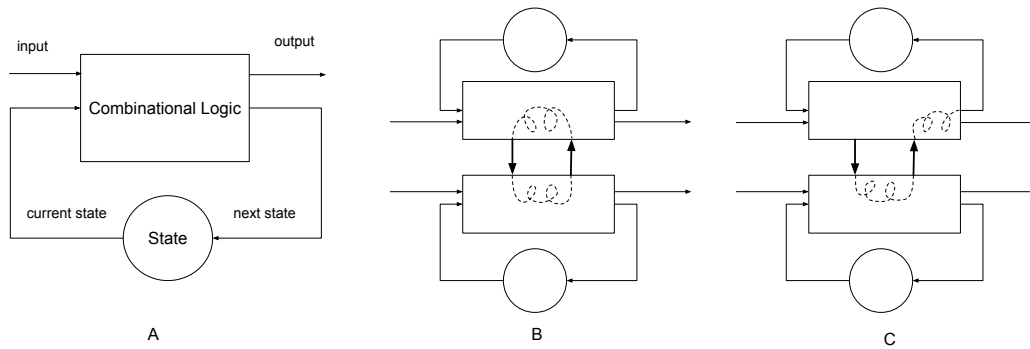 input
output
Combinational Logic
current state
next state
State
A
B
C